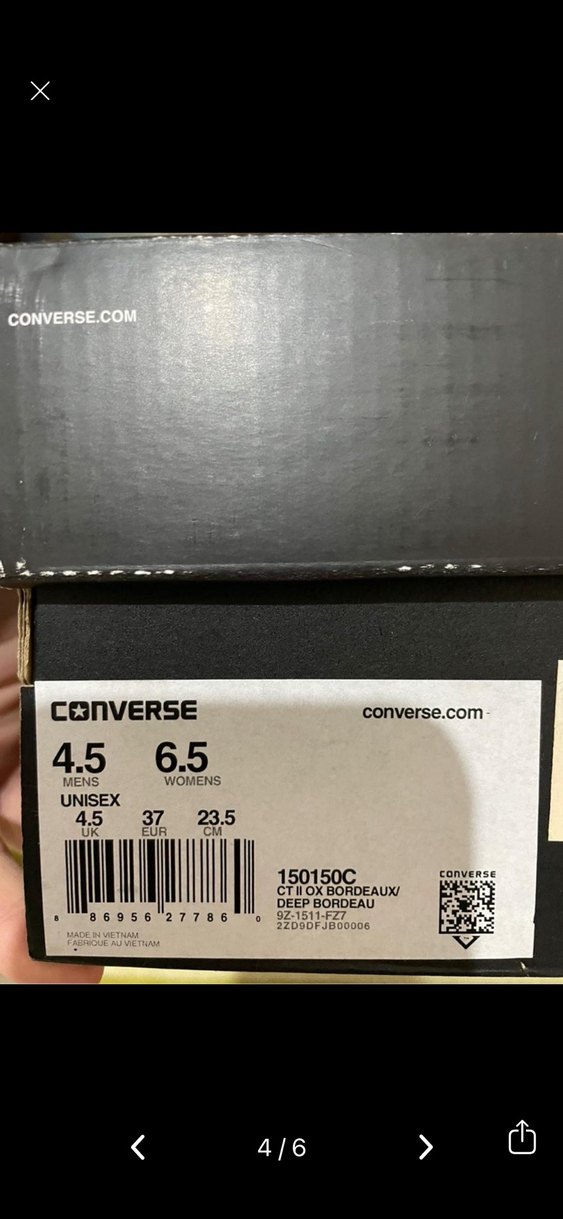 CONVERSE.COM
CONVERSE
converse.com
4.5 6.5
MENS WOMENS
UNISEX
4.5 37 23.5
UK EUR CM
8 86956 27786 0
150150C
CT II OX BORDEAUX/
DEEP BORDEAU
9Z-1511-FZ7
2ZD9DFJB00006
CONVERSE
MADE IN VIETNAM
FABRIQUE AU VIETNAM
4 / 6